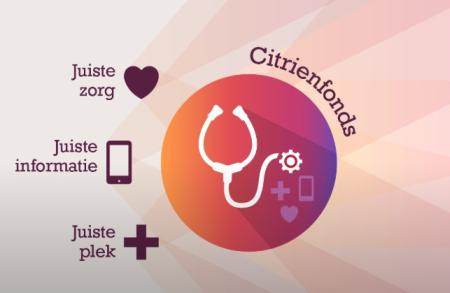 Citrienfonds
Juiste
zorg
Juiste
informatie
Juiste
plek